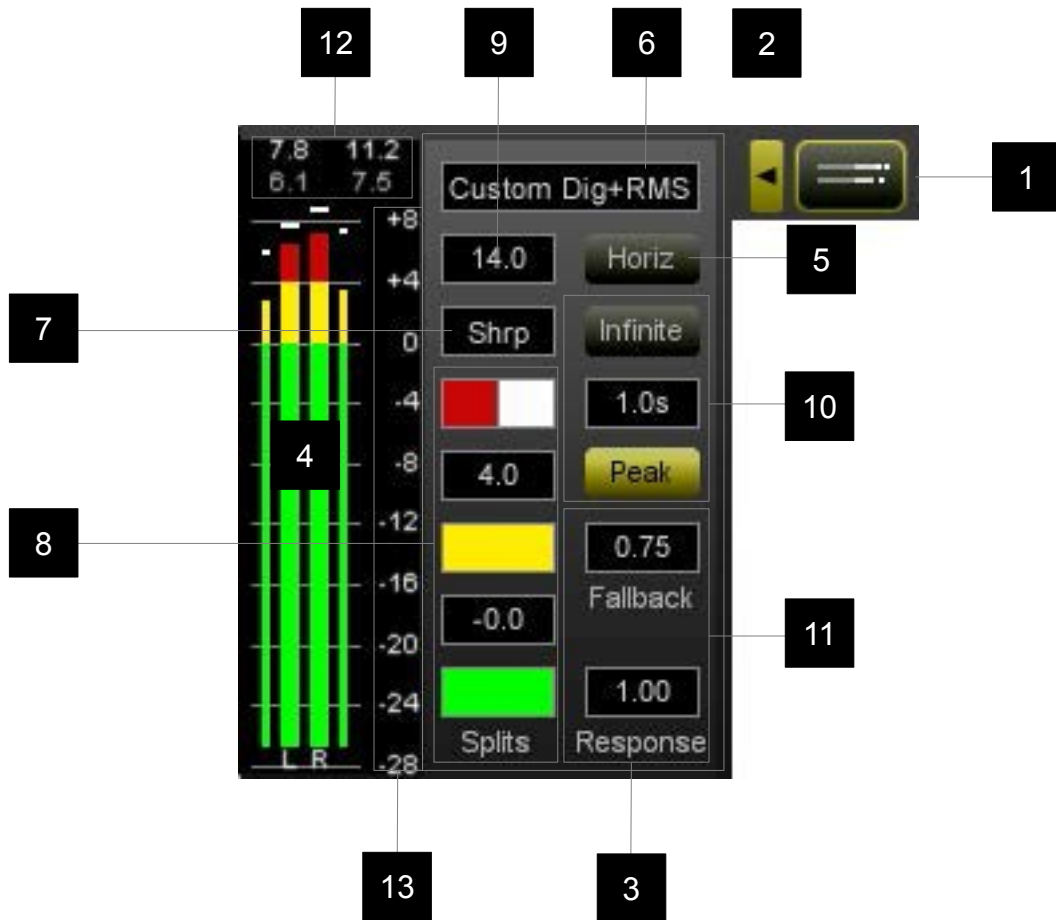 12 9 6 2
7.8 11.2
6.1 7.5
Custom Dig+RMS
1
+8
14.0 Horiz
5
+4
7
Shrp Infinite
0
-4
1.0s
10
4
-8
4.0 Peak
8
-12
0.75
-16
Fallback
-0.0
11
-20
-24
1.00
Splits Response
L R
-28
13 3